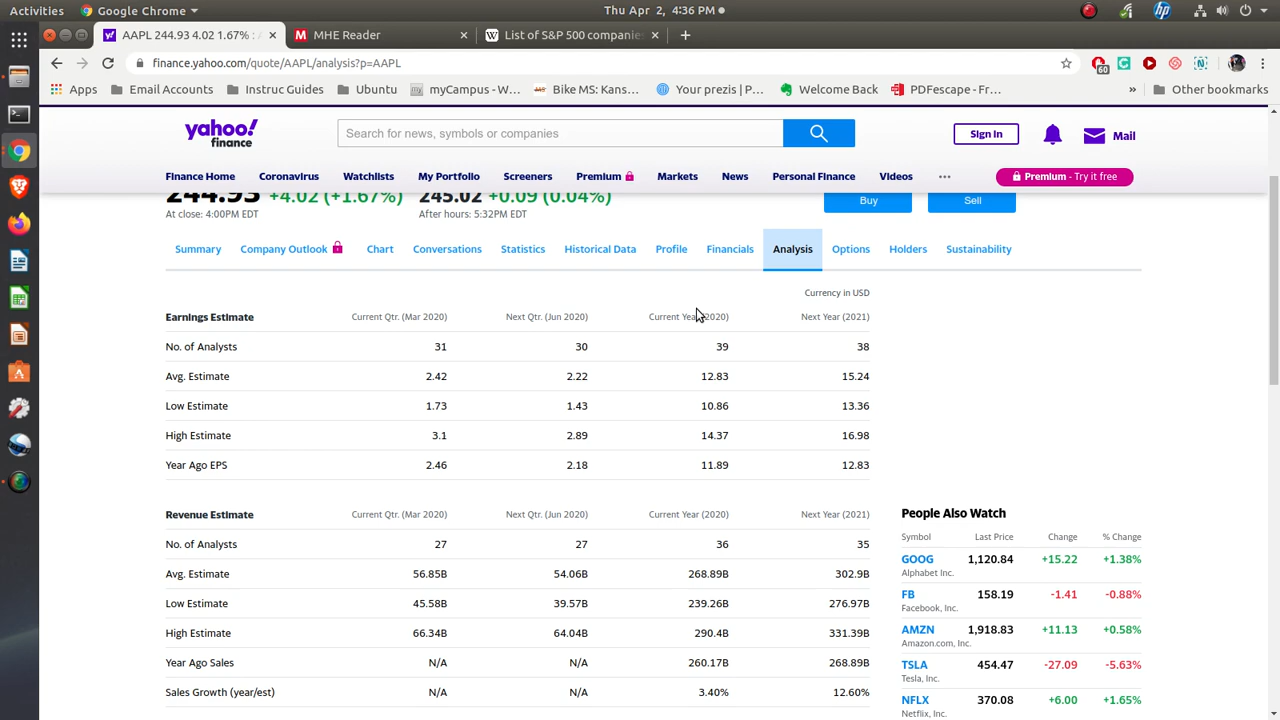 Activities Google Chrome Thu Apr 2, 4:36 PM
AAPL 244.93 4.02 1.67% : MHE Reader List of S&P 500 companie
finance.yahoo.com/quote/AAPL/analysis?p=AAPL 60
Apps Email Accounts Instruc Guides Ubuntu myCampus - W... Bike MS: Kans... Your prezis | P... Welcome Back PDFescape - Fr... » Other bookmarks
yahoo! finance Search for news, symbols or companies Sign in Mail
Finance Home Coronavirus Watchlists My Portfolio Screeners Premium Markets News Personal Finance Videos ... Premium - Try it free
244.93 +4.02 (+1.67%) 245.02 +0.09 (0.04%) Buy Sell
At close: 4:00PM EDT After hours: 5:32PM EDT
Summary Company Outlook Chart Conversations Statistics Historical Data Profile Financials Analysis Options Holders Sustainability
Currency in USD
Earnings Estimate Current Qtr. (Mar 2020) Next Qtr. (Jun 2020) Current Year (2020) Next Year (2021)
No. of Analysts 31 30 39 38
Avg. Estimate 2.42 2.22 12.83 15.24
Low Estimate 1.73 1.43 10.86 13.36
High Estimate 3.1 2.89 14.37 16.98
Year Ago EPS 2.46 2.18 11.89 12.83
Revenue Estimate Current Qtr. (Mar 2020) Next Qtr. (Jun 2020) Current Year (2020) Next Year (2021)
No. of Analysts 27 27 36 35
Avg. Estimate 56.85B 54.06B 268.89B 302.9B
Low Estimate 45.58B 39.57B 239.26B 276.97B
High Estimate 66.34B 64.04B 290.4B 331.39B
Year Ago Sales N/A N/A 260.17B 268.89B
Sales Growth (year/est) N/A N/A 3.40% 12.60%
People Also Watch
Symbol Last Price Change % Change
GOOG 1,120.84 +15.22 +1.38%
Alphabet Inc.
FB 158.19 -1.41 -0.88%
Facebook, Inc.
AMZN 1,918.83 +11.13 +0.58%
Amazon.com, Inc.
TSLA 454.47 -27.09 -5.63%
Tesla, Inc.
NFLX 370.08 +6.00 +1.65%
Netflix, Inc.